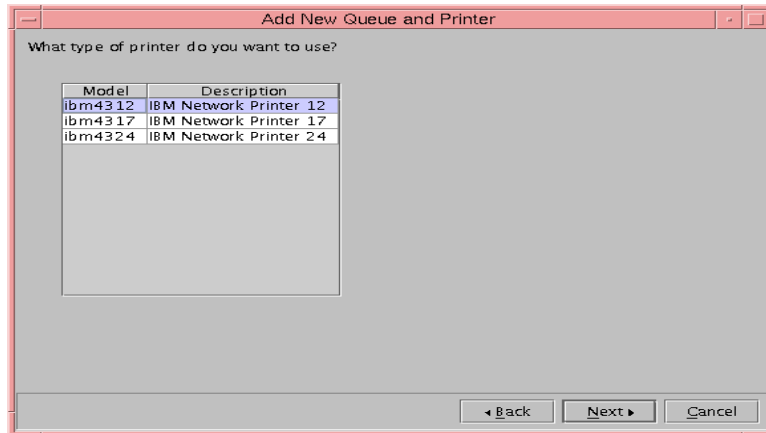 Add New Queue and Printer
What type of printer do you want to use?
Model Description
ibm4312 IBM Network Printer 12
ibm4317 IBM Network Printer 17
ibm4324 IBM Network Printer 24
Back Next Cancel